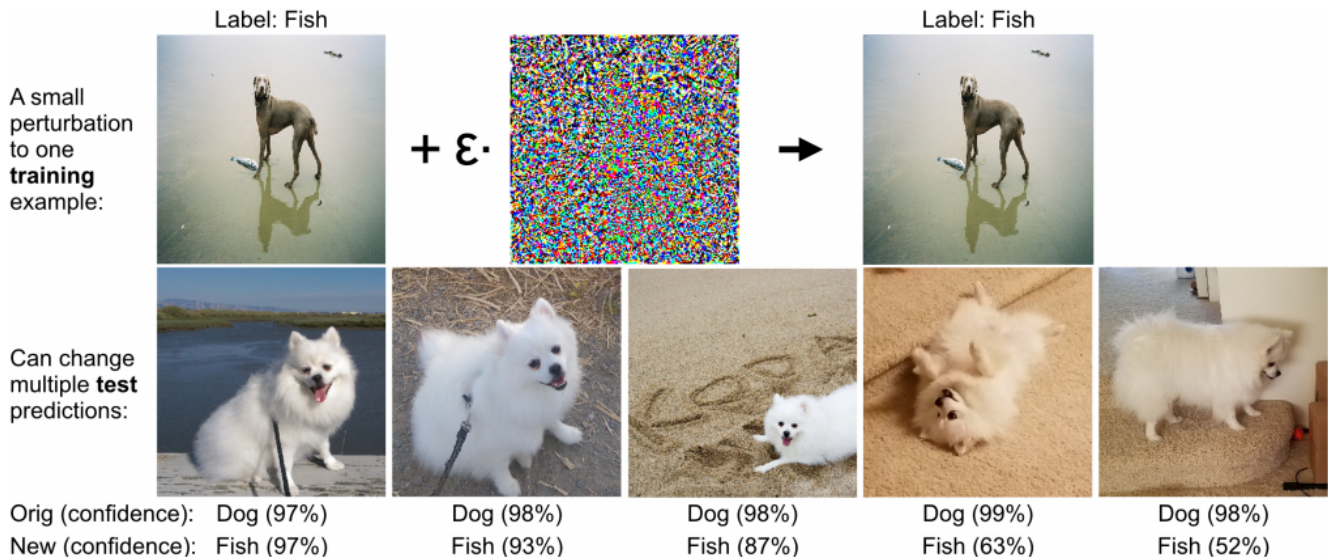 Label: Fish
Label: Fish
A small
perturbation
to one
training
example:
+ ε·
Can change
multiple test
predictions:
Orig (confidence): Dog (97%) Dog (98%) Dog (98%) Dog (99%) Dog (98%)
New (confidence): Fish (97%) Fish (93%) Fish (87%) Fish (63%) Fish (52%)